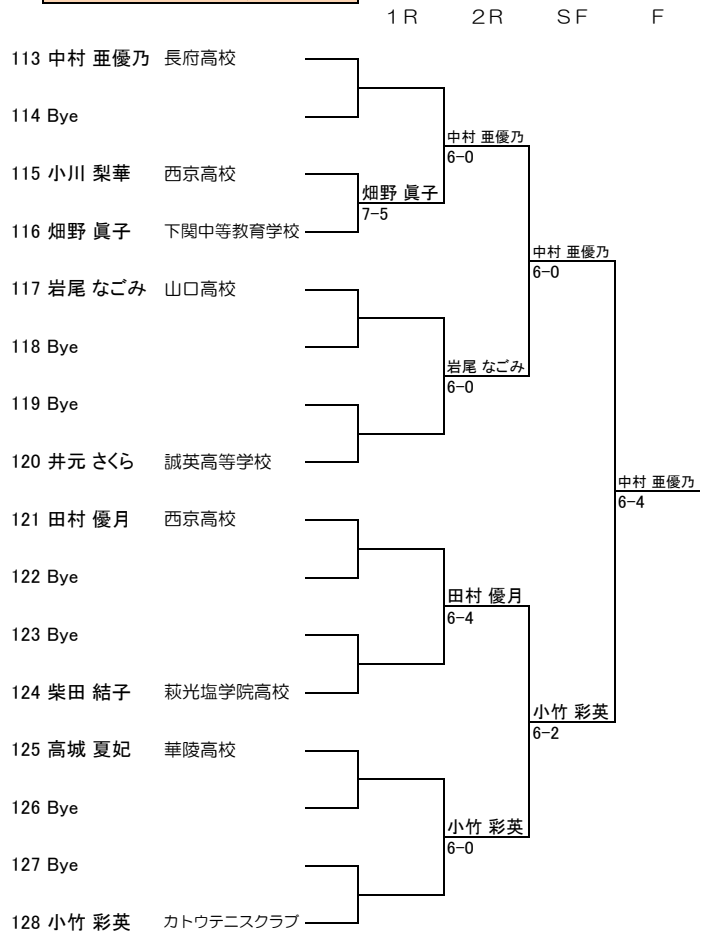 1R 2R SF F
113 中村 亜優乃 長府高校
114 Bye
中村 亜優乃
6-0
115 小川 梨華 西京高校
畑野 眞子
7-5
116 畑野 眞子 下関中等教育学校
中村 亜優乃
6-0
117 岩尾 なごみ 山口高校
118 Bye
岩尾 なごみ
6-0
119 Bye
120 井元 さくら 誠英高等学校
中村 亜優乃
6-4
121 田村 優月 西京高校
122 Bye
田村 優月
6-4
123 Bye
124 柴田 結子 萩光塩学院高校
小竹 彩英
6-2
125 高城 夏妃 華陵高校
126 Bye
小竹 彩英
6-0
127 Bye
128 小竹 彩英 カトウテニスクラブ